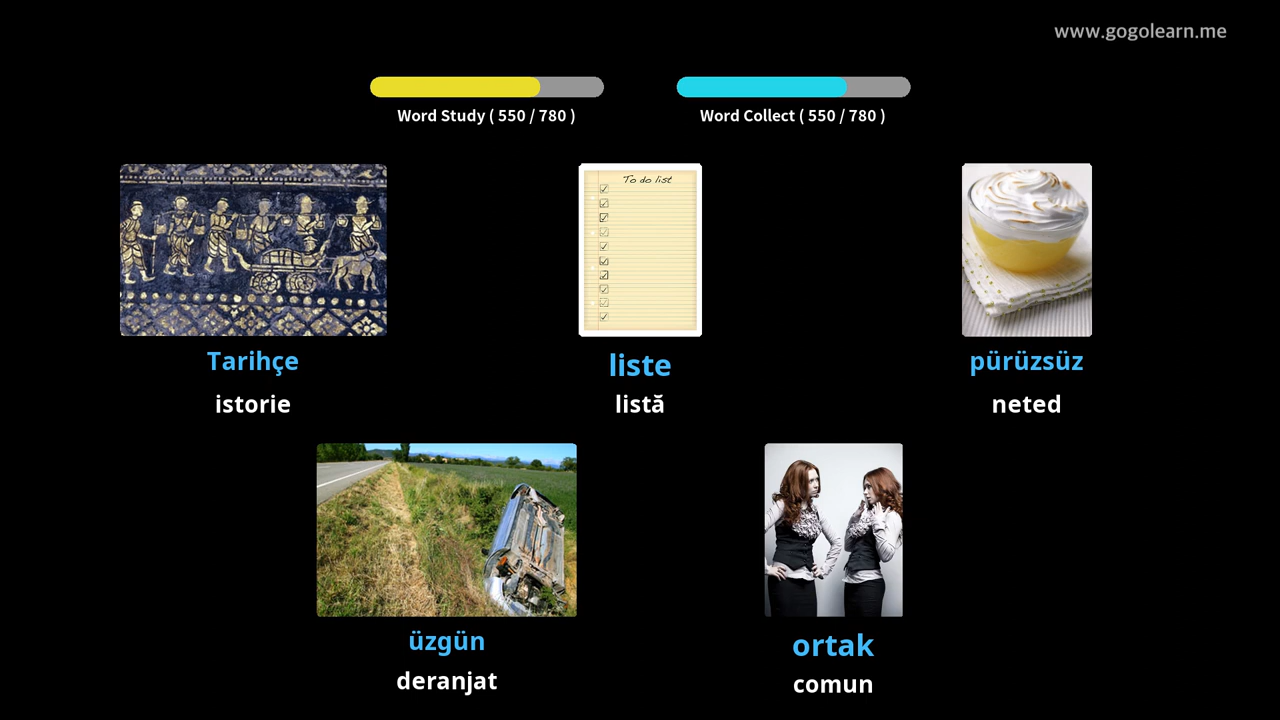 www.gogolearn.me
Word Study ( 550 / 780 )
Word Collect ( 550 / 780 )
To do list
Tarihçe
liste
pürüzsüz
istorie
listă
neted
üzgün
ortak
deranjat
comun